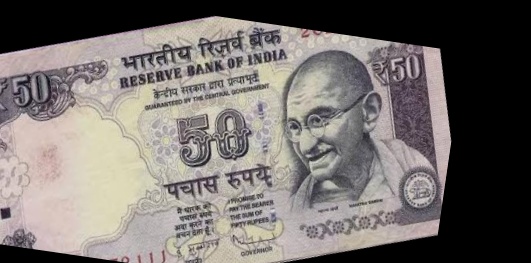 भारतीय रिज़र्व बैंक
RESERVE BANK OF INDIA
केन्द्रीय सरकार द्वारा प्रत्याभूत
GUARANTEED BY THE CENTRAL GOVERNMENT
₹50
₹50
50
पचास रुपये
मैं धारक को
पचास रुपये
अदा करने का
वचन देता हूँ।
I PROMISE TO
PAY THE BEARER
THE SUM OF
FIFTY RUPEES
GOVERNOR